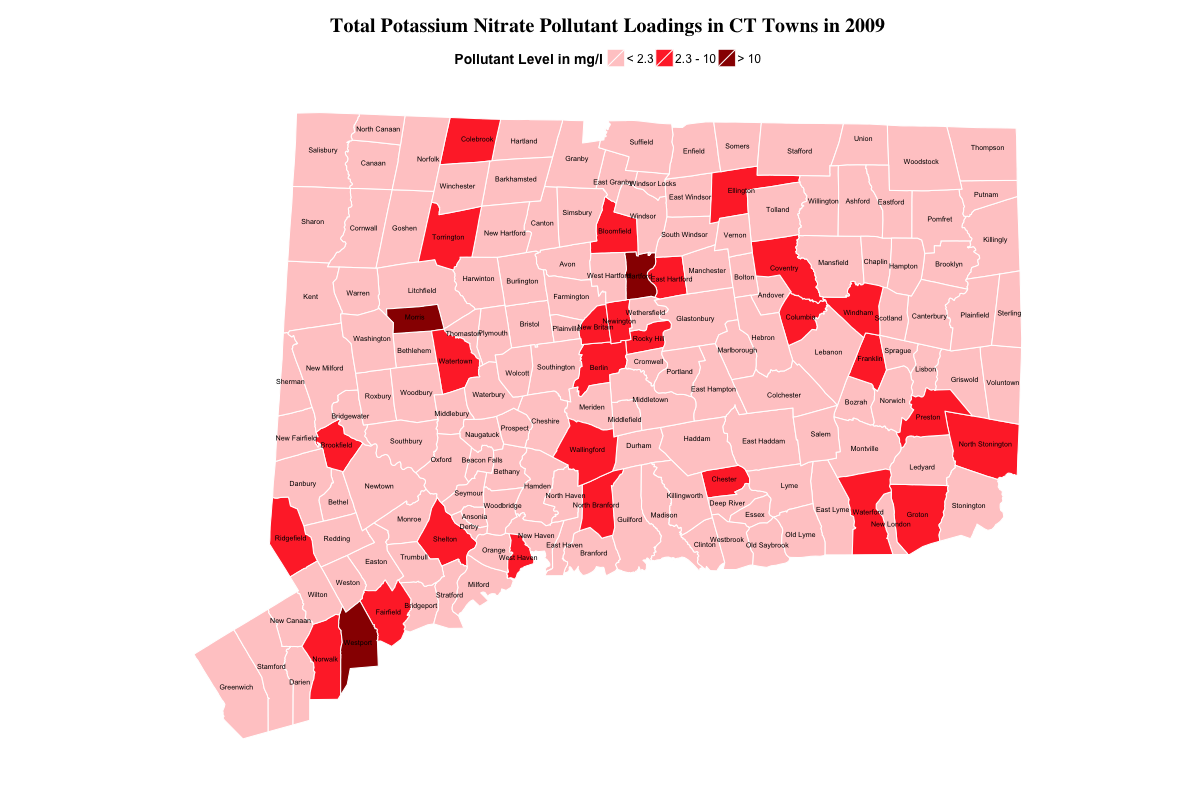 Total Potassium Nitrate Pollutant Loadings in CT Towns in 2009
Pollutant Level in mg/l < 2.3 2.3 - 10 > 10
North Canaan
Colebrook
Hartland
Suffield
Union
Salisbury
Canaan
Norfolk
Granby
Enfield
Somers
Stafford
Woodstock
Thompson
Winchester
Barkhamsted
East Granby
Windsor Locks
East Windsor
Ellington
Willington
Ashford
Eastford
Putnam
Sharon
Cornwall
Goshen
Torrington
New Hartford
Canton
Simsbury
Bloomfield
Windsor
South Windsor
Vernon
Tolland
Pomfret
Killingly
Kent
Warren
Litchfield
Harwinton
Burlington
Avon
West Hartford
East Hartford
Manchester
Bolton
Coventry
Mansfield
Chaplin
Hampton
Brooklyn
Washington
Morris
Thomaston
Plymouth
Bristol
Farmington
Plainville
New Britain
Newington
Wethersfield
Glastonbury
Andover
Columbia
Windham
Scotland
Canterbury
Plainfield
Sterling
New Milford
Bethlehem
Watertown
Wolcott
Southington
Berlin
Rocky Hill
Cromwell
Portland
Marlborough
Hebron
Lebanon
Franklin
Sprague
Lisbon
Griswold
Voluntown
Sherman
Roxbury
Woodbury
Waterbury
Middlebury
Cheshire
Meriden
Middletown
Middlefield
East Hampton
Colchester
Bozrah
Norwich
Preston
Bridgewater
New Fairfield
Brookfield
Southbury
Naugatuck
Prospect
Wallingford
Durham
Haddam
East Haddam
Salem
Montville
North Stonington
Ledyard
Danbury
Bethel
Newtown
Oxford
Beacon Falls
Bethany
Seymour
Woodbridge
Hamden
North Haven
North Branford
Guilford
Madison
Killingworth
Chester
Deep River
Essex
Lyme
East Lyme
Waterford
New London
Groton
Stonington
Ridgefield
Redding
Monroe
Shelton
Ansonia
Derby
Orange
New Haven
West Haven
East Haven
Branford
Clinton
Westbrook
Old Saybrook
Old Lyme
Easton
Trumbull
Weston
Wilton
Milford
Stratford
Bridgeport
Fairfield
New Canaan
Westport
Norwalk
Stamford
Darien
Greenwich